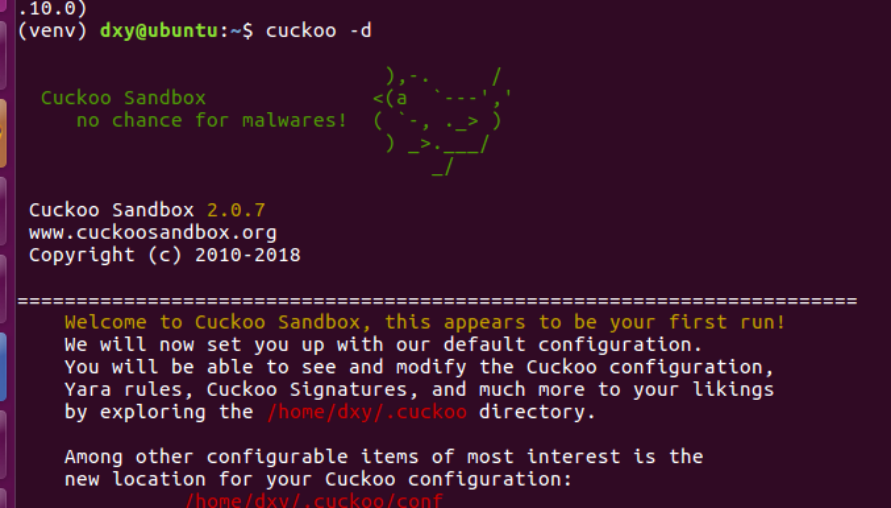 .10.0)
(venv) dxy@ubuntu:~$ cuckoo -d
),-.     /
Cuckoo Sandbox              <(a  `---','
no chance for malwares!  ( `-, ._> )
) _>.___/
_/
Cuckoo Sandbox 2.0.7
www.cuckoosandbox.org
Copyright (c) 2010-2018
=======================================================================
Welcome to Cuckoo Sandbox, this appears to be your first run!
We will now set you up with our default configuration.
You will be able to see and modify the Cuckoo configuration,
Yara rules, Cuckoo Signatures, and much more to your likings
by exploring the /home/dxy/.cuckoo directory.
Among other configurable items of most interest is the
new location for your Cuckoo configuration:
/home/dxy/.cuckoo/conf